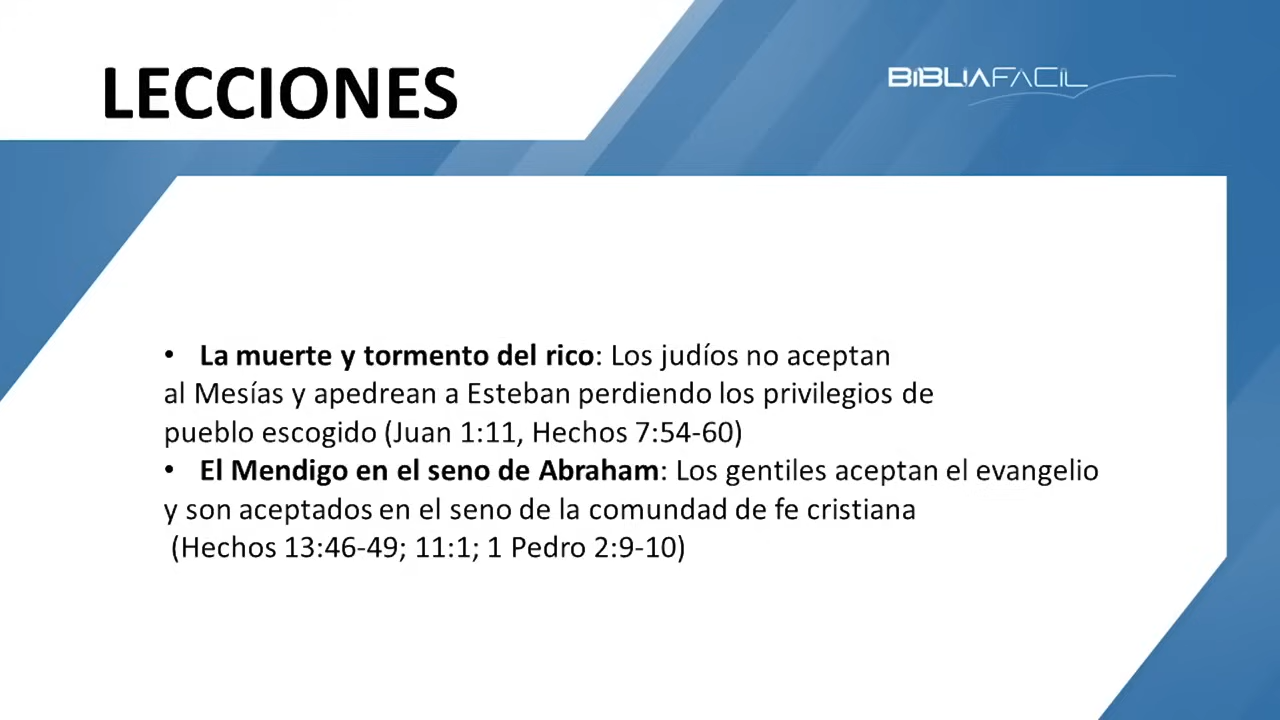 LECCIONES
BIBLIAFACIL
• La muerte y tormento del rico: Los judíos no aceptan
al Mesías y apedrean a Esteban perdiendo los privilegios de
pueblo escogido (Juan 1:11, Hechos 7:54-60)
• El Mendigo en el seno de Abraham: Los gentiles aceptan el evangelio
y son aceptados en el seno de la comundad de fe cristiana
(Hechos 13:46-49; 11:1; 1 Pedro 2:9-10)